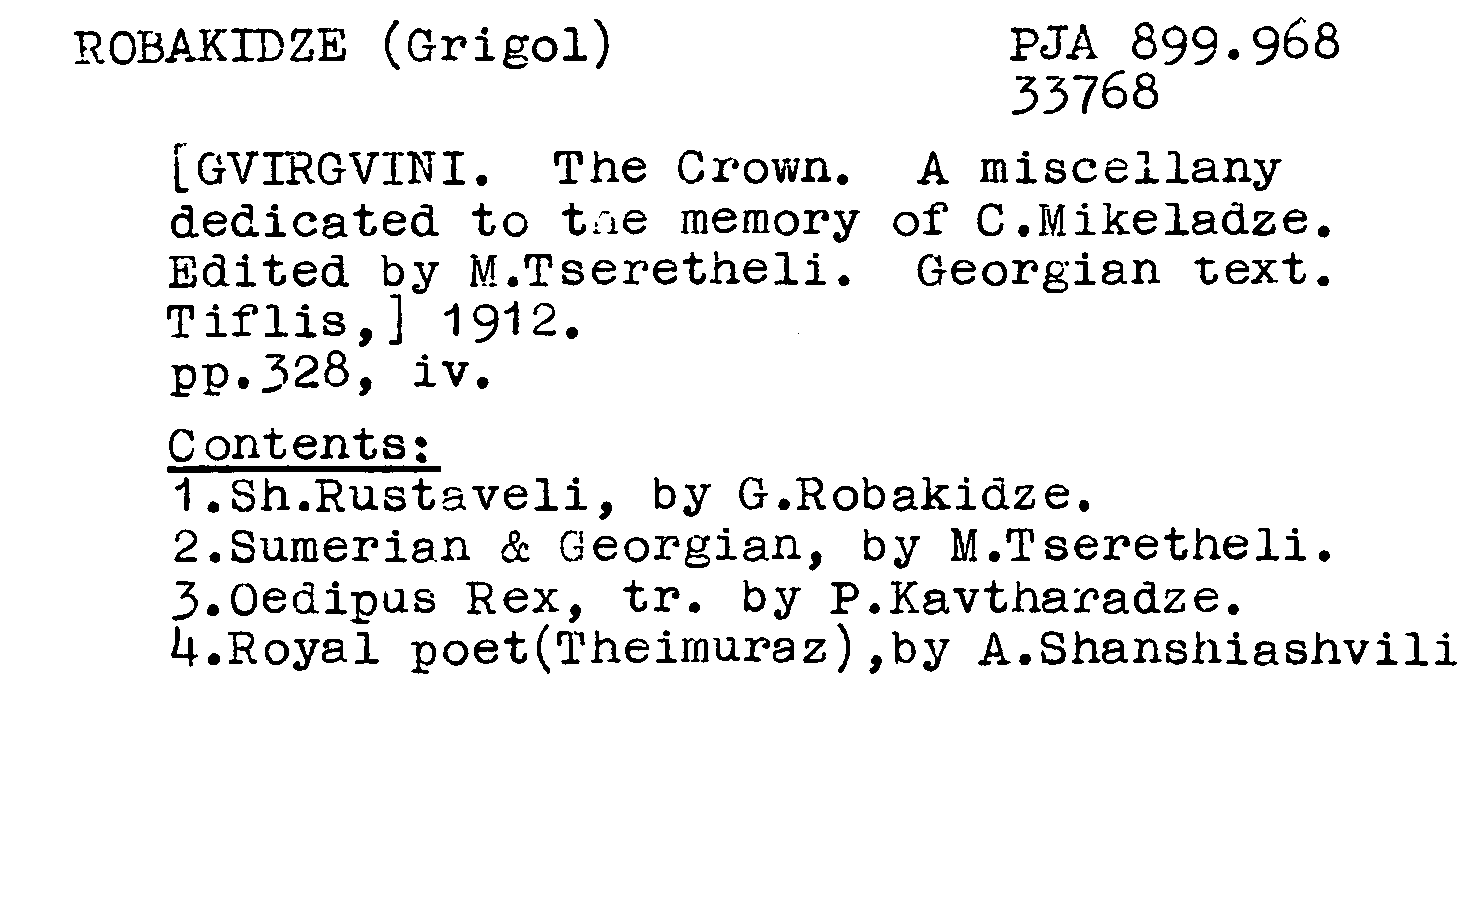 ROBAKIDZE (Grigol) PJA 899.968
33768
[GVIRGVINI. The Crown. A miscellany
dedicated to the memory of C.Mikeladze.
Edited by M.Tseretheli. Georgian text.
Tiflis,] 1912.
pp.328, iv.
Contents:
1.Sh.Rustaveli, by G.Robakidze.
2.Sumerian & Georgian, by M.Tseretheli.
3.Oedipus Rex, tr. by P.Kavtharadze.
4.Royal poet(Theimuraz),by A.Shanshiashvili